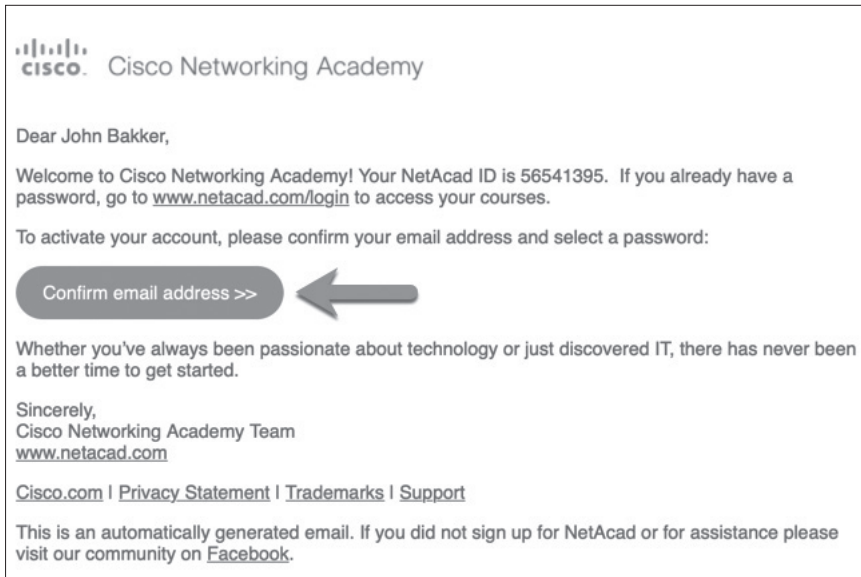 CISCO. Cisco Networking Academy
Dear John Bakker,
Welcome to Cisco Networking Academy! Your NetAcad ID is 56541395.  If you already have a
password, go to www.netacad.com/login to access your courses.
To activate your account, please confirm your email address and select a password:
Confirm email address >>
Whether you've always been passionate about technology or just discovered IT, there has never been
a better time to get started.
Sincerely,
Cisco Networking Academy Team
www.netacad.com
Cisco.com | Privacy Statement | Trademarks | Support
This is an automatically generated email. If you did not sign up for NetAcad or for assistance please
visit our community on Facebook.